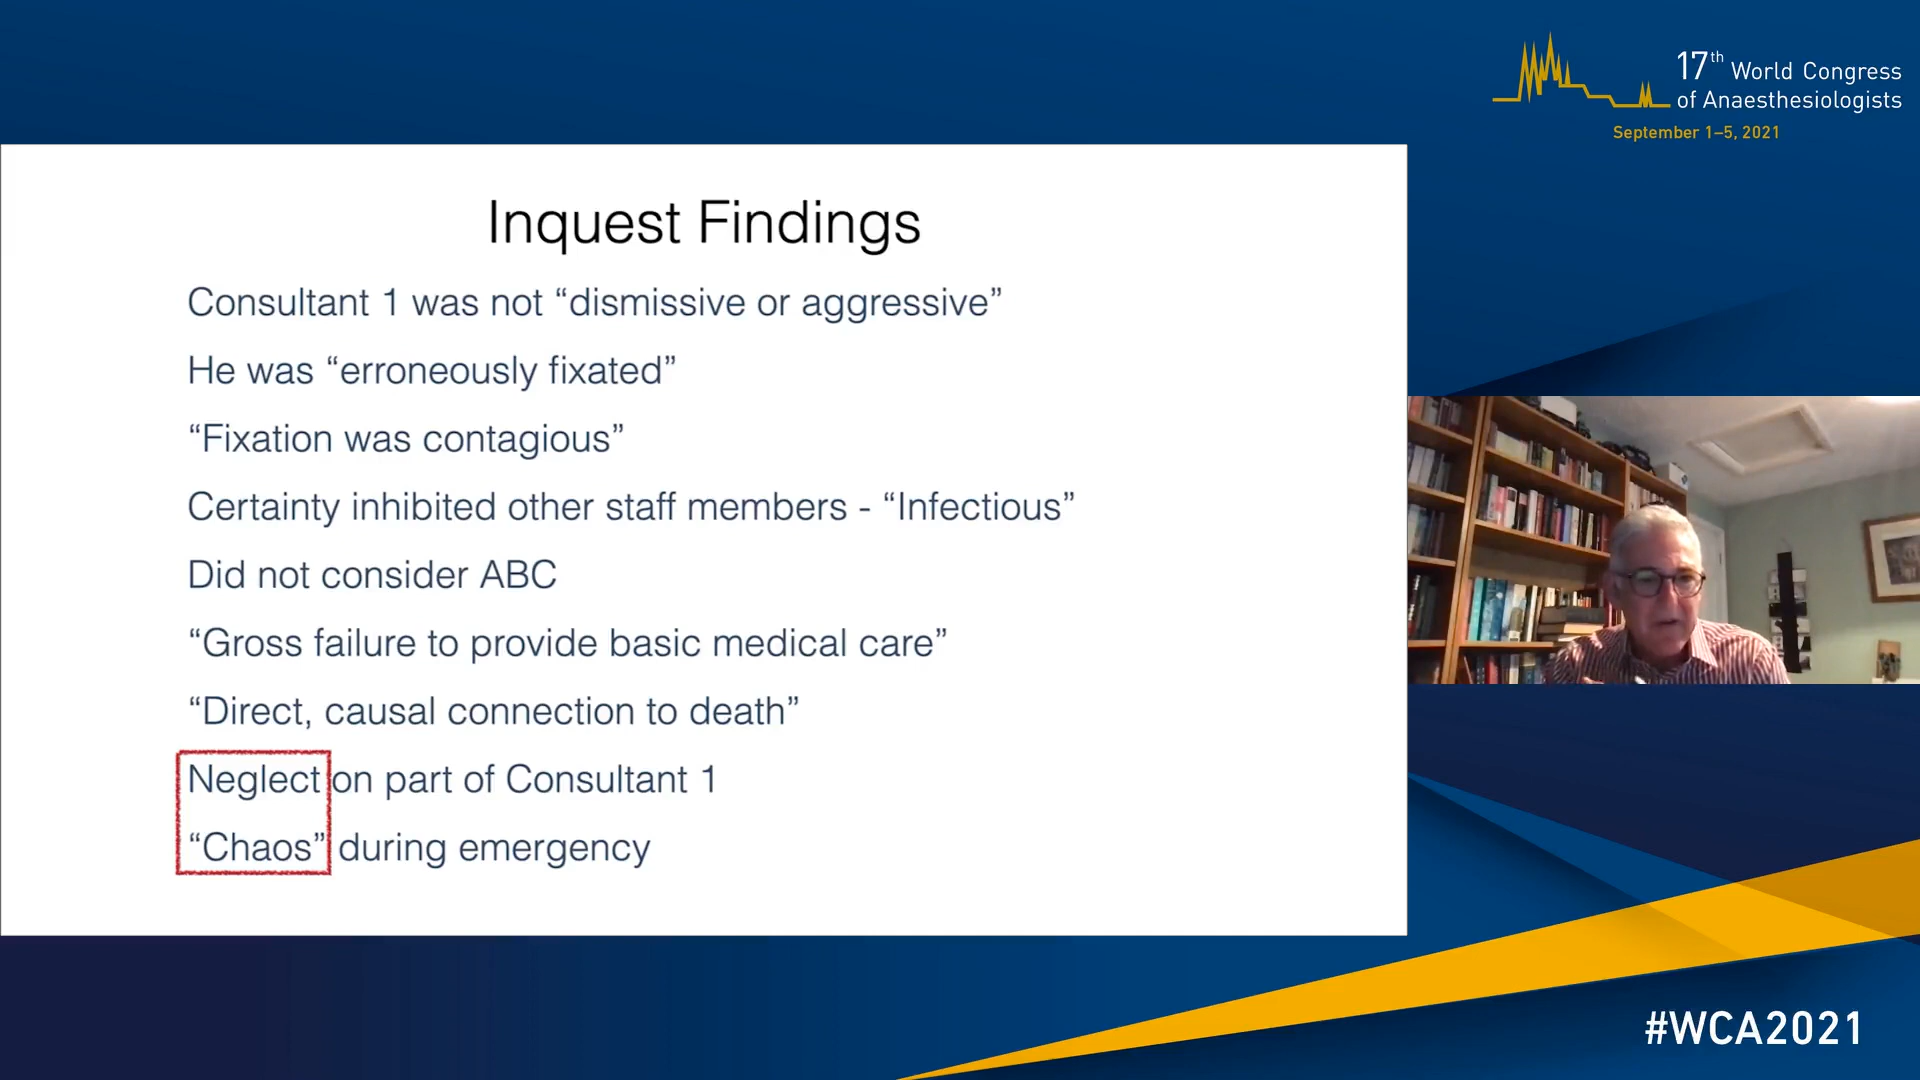 17th World Congress
of Anaesthesiologists
September 1–5, 2021
Inquest Findings
Consultant 1 was not “dismissive or aggressive”
He was “erroneously fixated”
“Fixation was contagious”
Certainty inhibited other staff members - “Infectious”
Did not consider ABC
“Gross failure to provide basic medical care”
“Direct, causal connection to death”
Neglect on part of Consultant 1
“Chaos” during emergency
#WCA2021